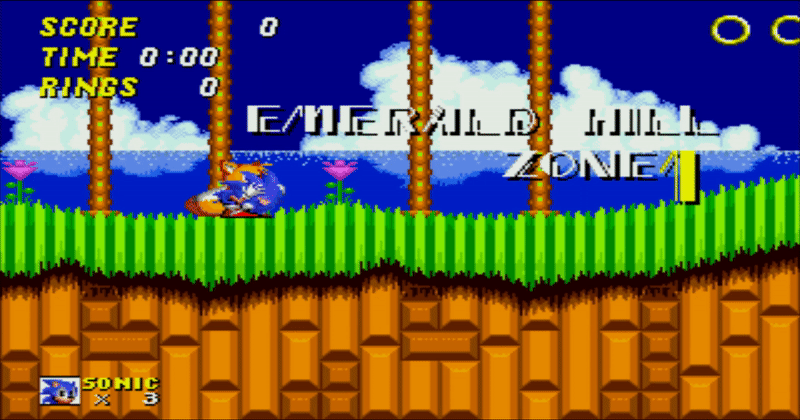 SCORE 0
TIME 0:00
RINGS 0
EMERALD HILL
ZONE 1
SONIC
x 3